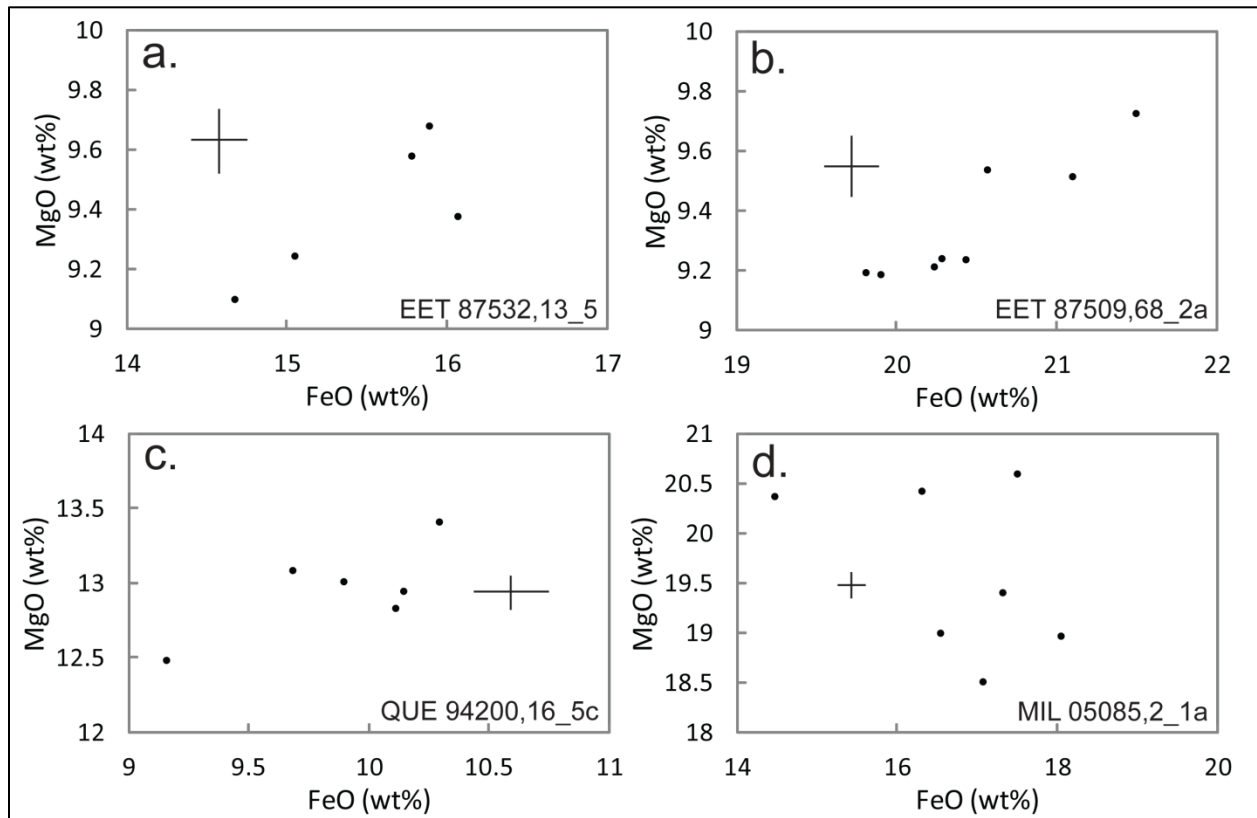 a.
MgO (wt%)
10
9.8
9.6
9.4
9.2
9
14 15 16 17
FeO (wt%)
EET 87532,13_5
b.
MgO (wt%)
10
9.8
9.6
9.4
9.2
9
19 20 21 22
FeO (wt%)
EET 87509,68_2a
c.
MgO (wt%)
14
13.5
13
12.5
12
9 9.5 10 10.5 11
FeO (wt%)
QUE 94200,16_5c
d.
MgO (wt%)
21
20.5
20
19.5
19
18.5
18
14 16 18 20
FeO (wt%)
MIL 05085,2_1a